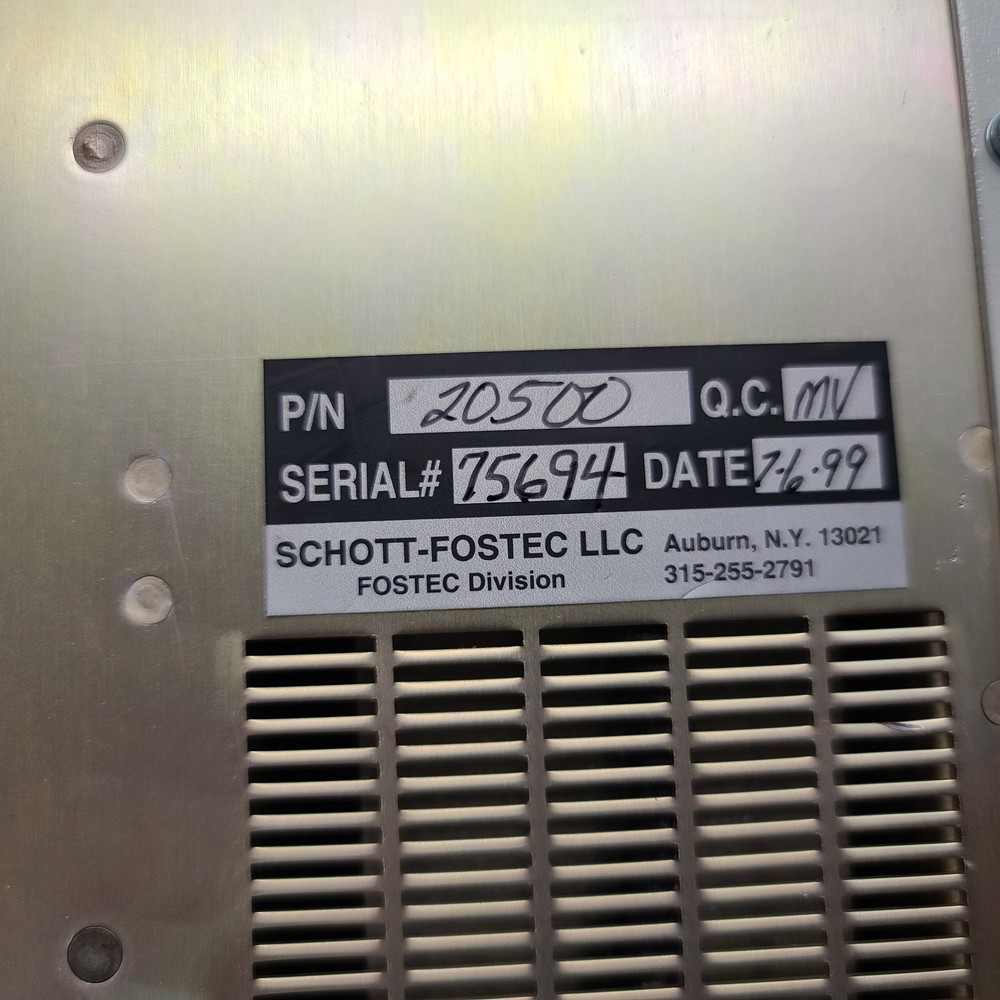 P/N 20500 Q.C. MV
SERIAL# 75694 DATE 7-6-99
SCHOTT-FOSTEC LLC Auburn, N.Y. 13021
FOSTEC Division 315-255-2791